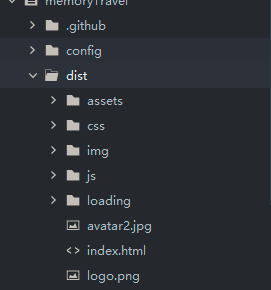 memoryTravel
.github
config
dist
assets
css
img
js
loading
avatar2.jpg
<> index.html
logo.png